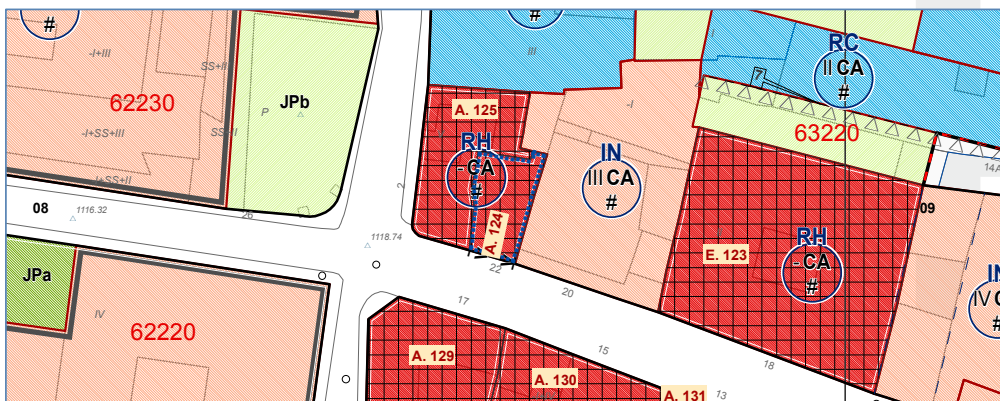 #
-I+III
SS+II
62230
JPb
P
SS+II
-I+SS+III
-I+SS+II
08
1116.32
26
JPa
IV
62220
1118.74
2
III
#
A. 125
RH
- CA
#
A. 124
22
-I
IN
III CA
#
20
I
RC
II CA
#
7
63220
14A
09
E. 123
RH
- CA
#
IN
IV C
#
17
15
18
13
A. 129
A. 130
A. 131